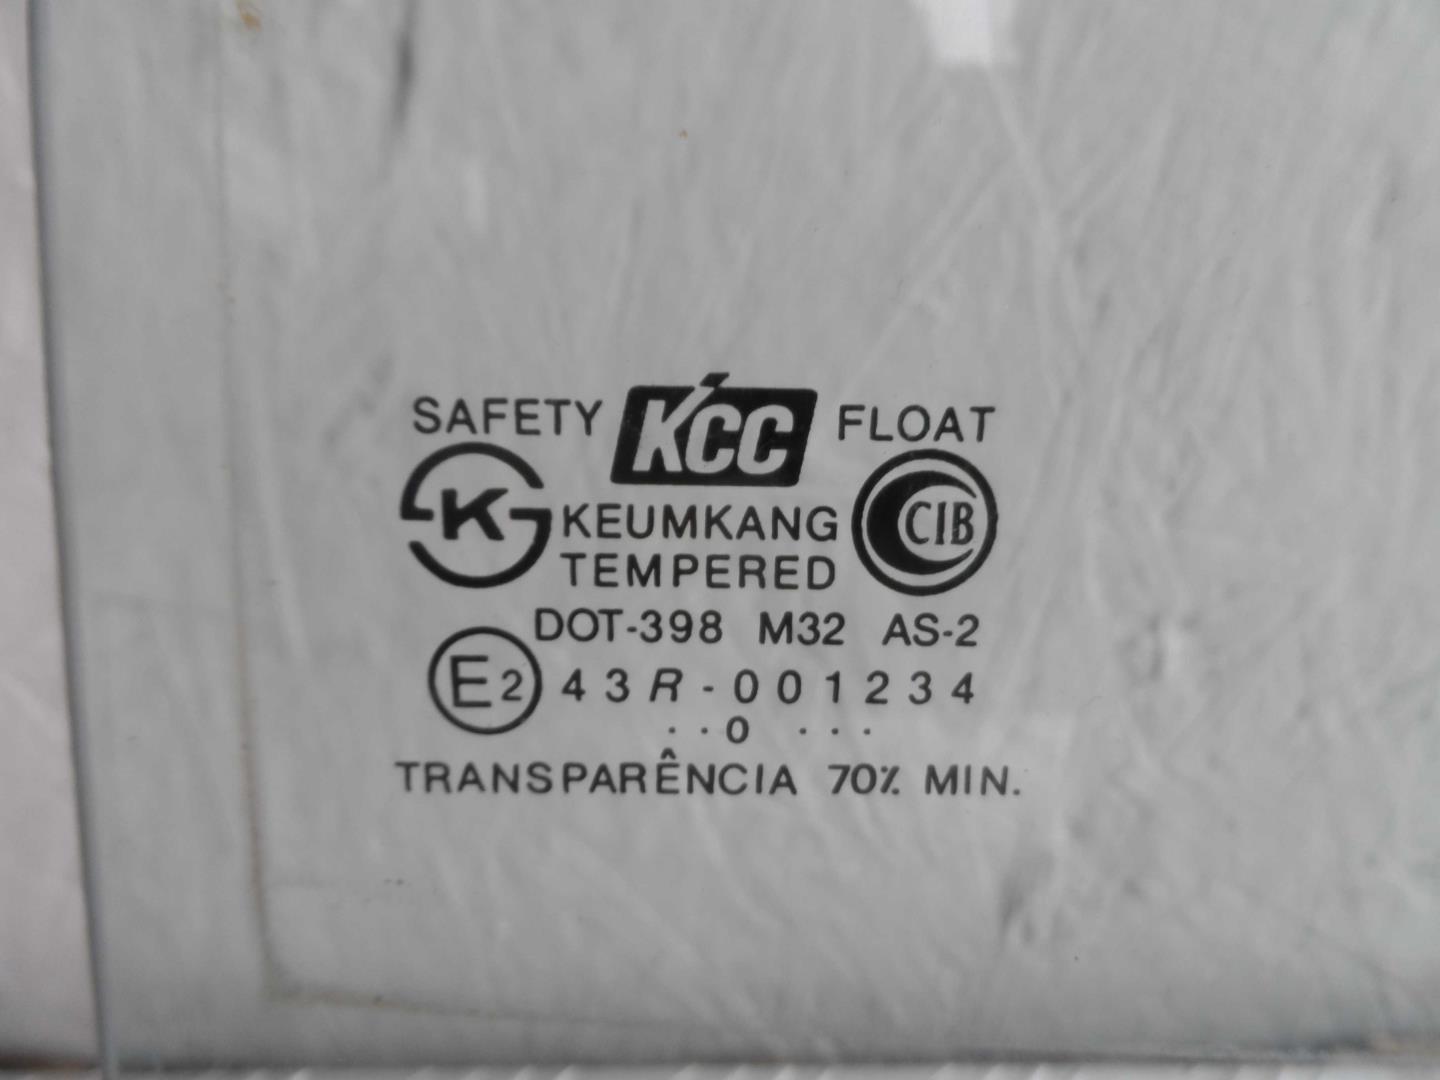 SAFETY KCC FLOAT
K KEUMKANG CIB
TEMPERED
DOT-398 M32 AS-2
E2 43R-001234
..0 ...
TRANSPARÊNCIA 70% MIN.